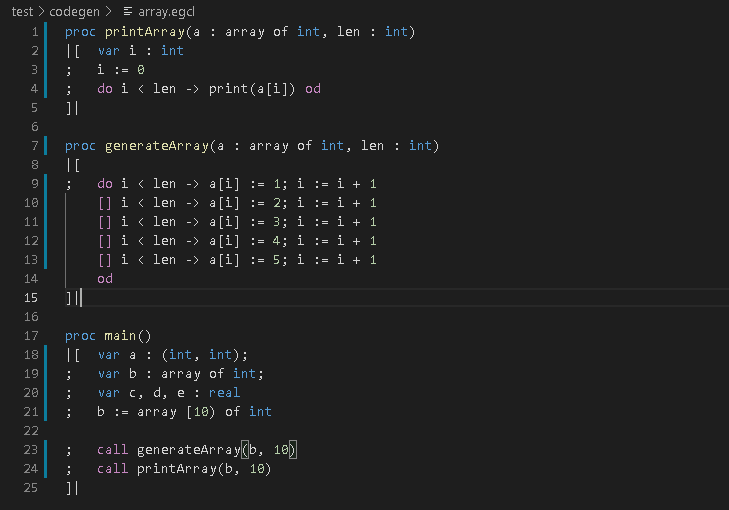 test > codegen > array.egcl
1 proc printArray(a : array of int, len : int)
2 |[ var i : int
3 ; i := 0
4 ; do i < len -> print(a[i]) od
5 ]|
6
7 proc generateArray(a : array of int, len : int)
8 |[
9 ; do i < len -> a[i] := 1; i := i + 1
10 [] i < len -> a[i] := 2; i := i + 1
11 [] i < len -> a[i] := 3; i := i + 1
12 [] i < len -> a[i] := 4; i := i + 1
13 [] i < len -> a[i] := 5; i := i + 1
14 od
15 ]|
16
17 proc main()
18 |[ var a : (int, int);
19 ; var b : array of int;
20 ; var c, d, e : real
21 ; b := array [10) of int
22
23 ; call generateArray(b, 10)
24 ; call printArray(b, 10)
25 ]|